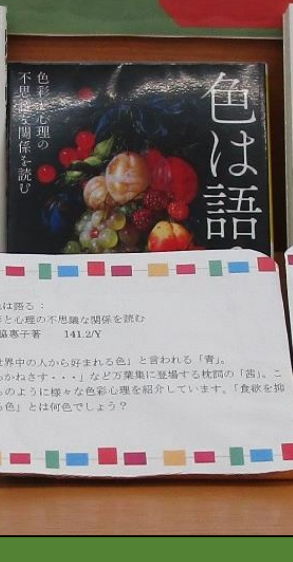 色は語
色彩と心理の
不思議な関係を読む
は語る：
と心理の不思議な関係を読む
脇惠子著 141.2/Y
世界中の人から好まれる色」と言われる「青」。
かねさす・・・」など万葉集に登場する枕詞の「茜」。こ
のように様々な色彩心理を紹介しています。「食欲を抑
る色」とは何色でしょう？